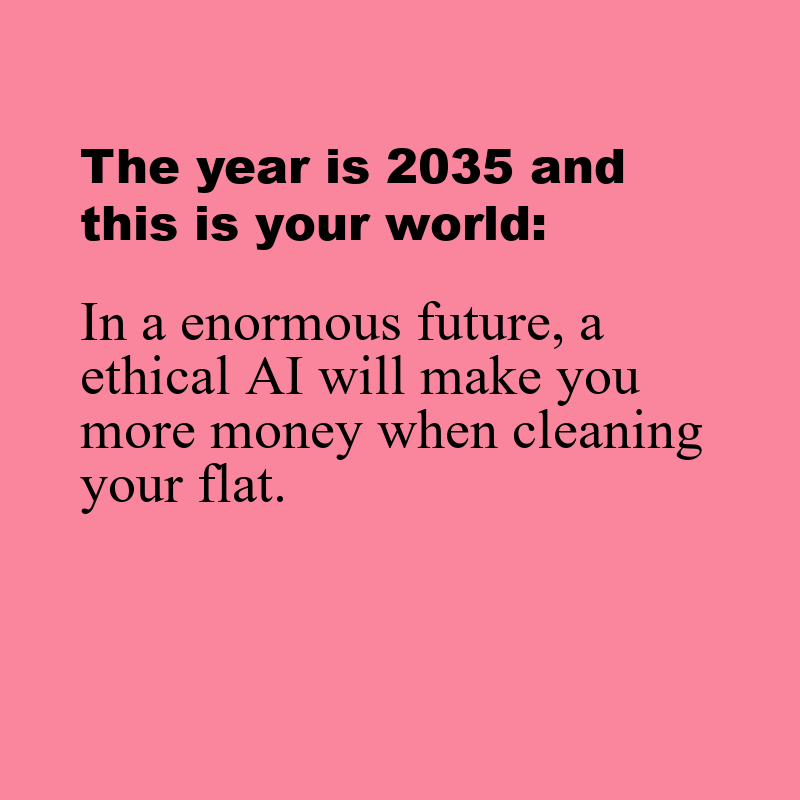 The year is 2035 and
this is your world:
In a enormous future, a
ethical AI will make you
more money when cleaning
your flat.